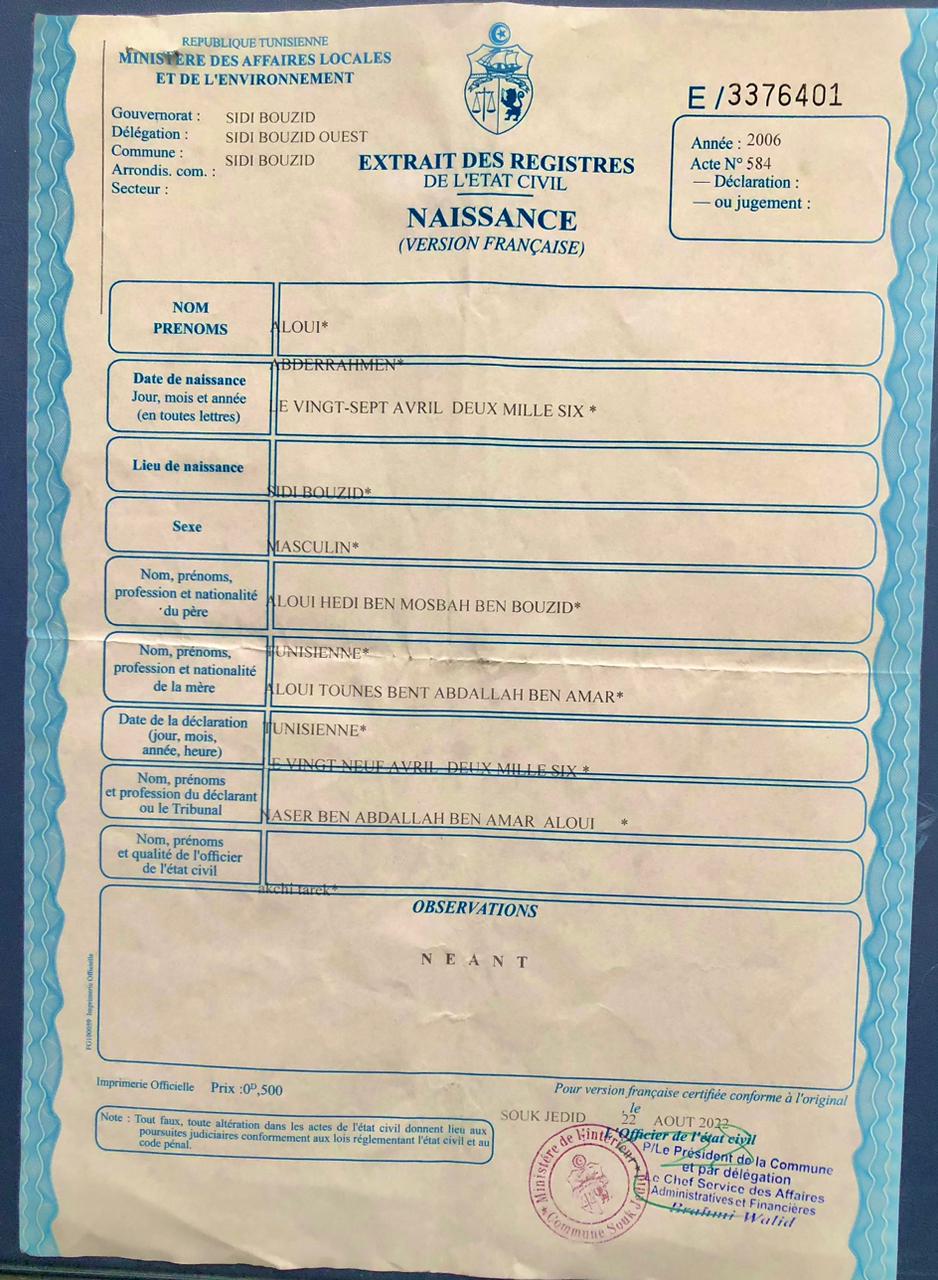 REPUBLIQUE TUNISIENNE
MINISTERE DES AFFAIRES LOCALES
ET DE L'ENVIRONNEMENT
Gouvernorat : SIDI BOUZID
Délégation : SIDI BOUZID OUEST
Commune : SIDI BOUZID
Arrondis. com. :
Secteur :
E/3376401
Année : 2006
Acte N° 584
— Déclaration :
— ou jugement :
EXTRAIT DES REGISTRES
DE L'ETAT CIVIL
NAISSANCE
(VERSION FRANÇAISE)
NOM
PRENOMS
ALOUI*
ABDERRAHMEN*
Date de naissance
Jour, mois et année
(en toutes lettres)
LE VINGT-SEPT AVRIL DEUX MILLE SIX *
Lieu de naissance
SIDI BOUZID*
Sexe
MASCULIN*
Nom, prénoms,
profession et nationalité
du père
ALOUI HEDI BEN MOSBAH BEN BOUZID*
TUNISIENNE*
Nom, prénoms,
profession et nationalité
de la mère
ALOUI TOUNES BENT ABDALLAH BEN AMAR*
TUNISIENNE*
Date de la déclaration
(jour, mois,
année, heure)
LE VINGT NEUF AVRIL DEUX MILLE SIX *
Nom, prénoms
et profession du déclarant
ou le Tribunal
NASER BEN ABDALLAH BEN AMAR ALOUI *
Nom, prénoms
et qualité de l'officier
de l'état civil
akchi tarek*
OBSERVATIONS
N E A N T
FG100059 Imprimerie Officielle
Imprimerie Officielle Prix :0ᴰ,500
Note : Tout faux, toute altération dans les actes de l'état civil donnent lieu aux
poursuites judiciaires conformement aux lois réglementant l'état civil et au
code pénal.
Pour version française certifiée conforme à l'original
le
SOUK JEDID 22 AOUT 2022
L'Officier de l'état civil
P/Le Président de la Commune
et par délégation
Le Chef Service des Affaires
Administratives et Financières
Brahmi Walid
Ministère de l'intérieur
Commune Souk